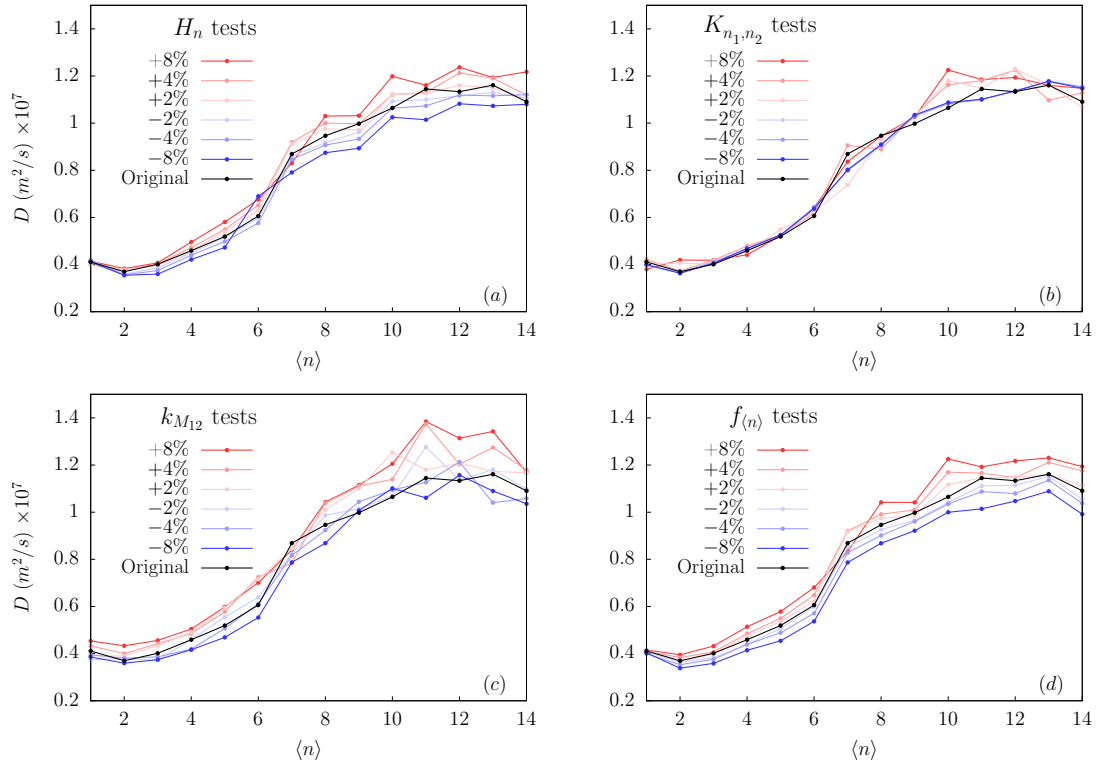 1.4
1.2
1
0.8
0.6
0.4
0.2
D (m²/s) ×10⁷
Hₙ tests
+8%
+4%
+2%
−2%
−4%
−8%
Original
(a)
2 4 6 8 10 12 14
⟨n⟩
1.4
1.2
1
0.8
0.6
0.4
0.2
K_{n₁,n₂} tests
+8%
+4%
+2%
−2%
−4%
−8%
Original
(b)
2 4 6 8 10 12 14
⟨n⟩
1.4
1.2
1
0.8
0.6
0.4
0.2
D (m²/s) ×10⁷
k_{M₁₂} tests
+8%
+4%
+2%
−2%
−4%
−8%
Original
(c)
2 4 6 8 10 12 14
⟨n⟩
1.4
1.2
1
0.8
0.6
0.4
0.2
f_{⟨n⟩} tests
+8%
+4%
+2%
−2%
−4%
−8%
Original
(d)
2 4 6 8 10 12 14
⟨n⟩